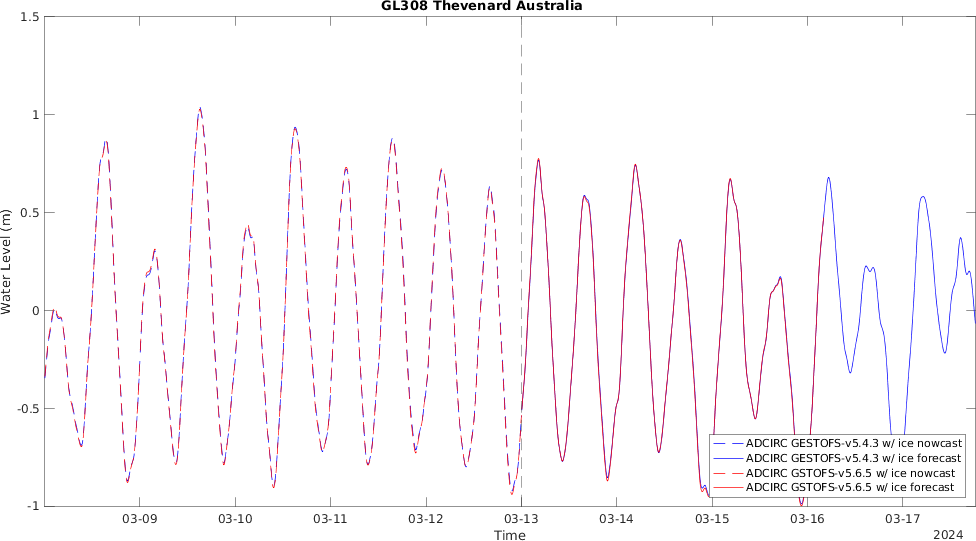 GL308 Thevenard Australia
1.5
1
0.5
0
-0.5
-1
Water Level (m)
ADCIRC GESTOFS-v5.4.3 w/ ice nowcast
ADCIRC GESTOFS-v5.4.3 w/ ice forecast
ADCIRC GSTOFS-v5.6.5 w/ ice nowcast
ADCIRC GESTOFS-v5.6.5 w/ ice forecast
03-09 03-10 03-11 03-12 03-13 03-14 03-15 03-16 03-17
Time
2024